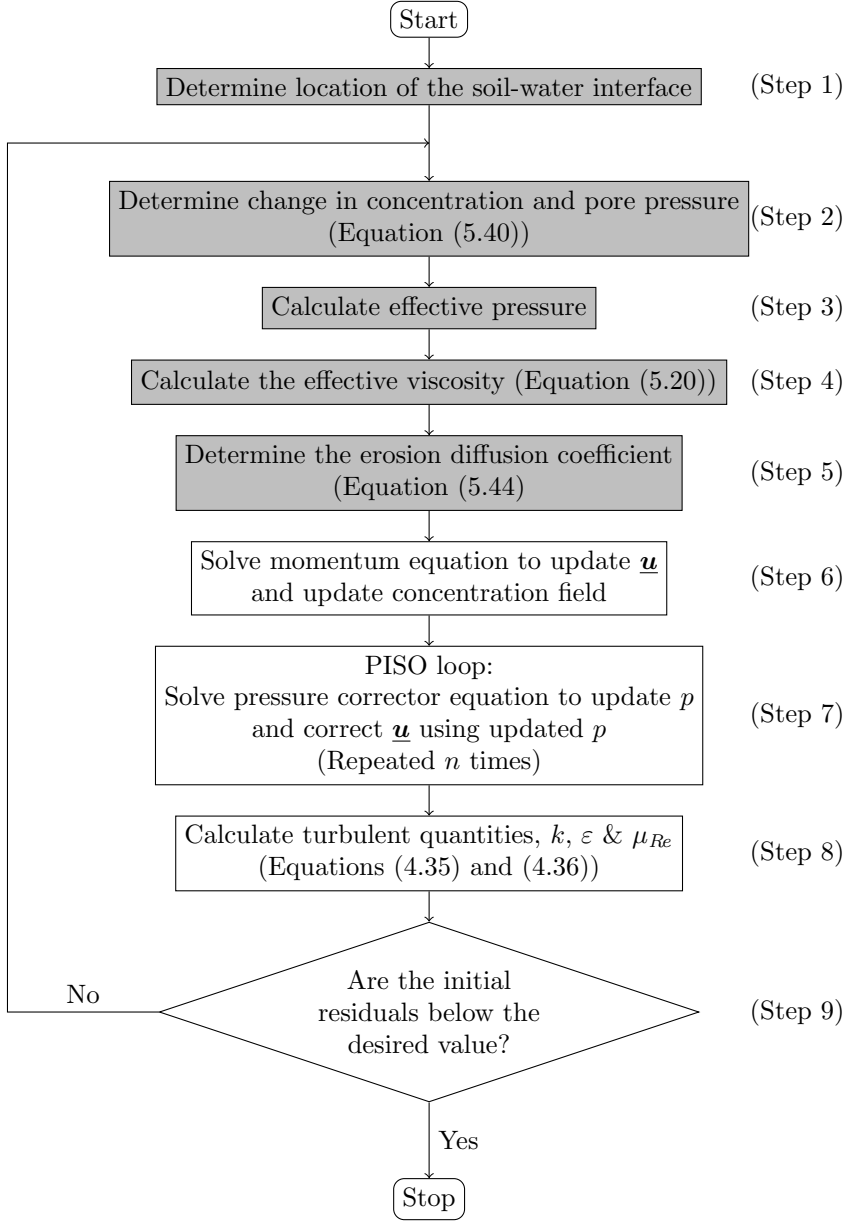 Start
Determine location of the soil-water interface (Step 1)
Determine change in concentration and pore pressure (Step 2)
(Equation (5.40))
Calculate effective pressure (Step 3)
Calculate the effective viscosity (Equation (5.20)) (Step 4)
Determine the erosion diffusion coefficient (Step 5)
(Equation (5.44)
Solve momentum equation to update u (Step 6)
and update concentration field
PISO loop:
Solve pressure corrector equation to update p (Step 7)
and correct u using updated p
(Repeated n times)
Calculate turbulent quantities, k, ε & μRe (Step 8)
(Equations (4.35) and (4.36))
No
Are the initial
residuals below the (Step 9)
desired value?
Yes
Stop